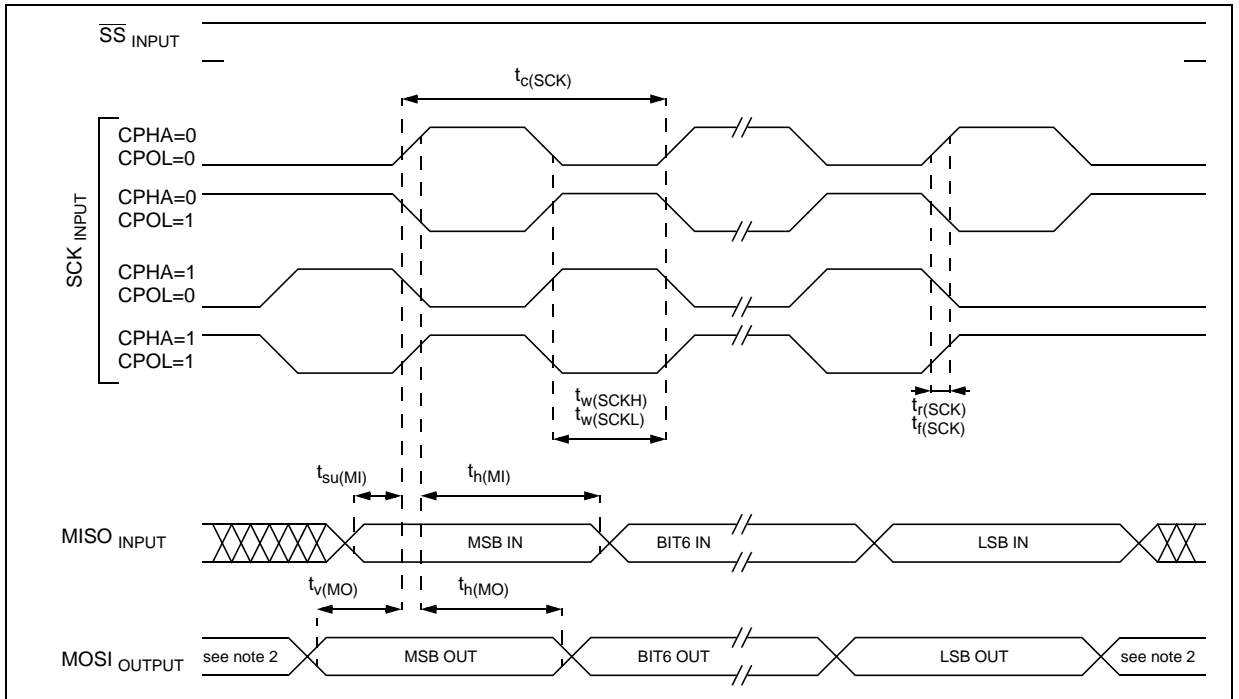 SS INPUT
tc(SCK)
SCK INPUT
CPHA=0
CPOL=0
CPHA=0
CPOL=1
CPHA=1
CPOL=0
CPHA=1
CPOL=1
tw(SCKH)
tw(SCKL)
tr(SCK)
tf(SCK)
tsu(MI)
th(MI)
MISO INPUT
MSB IN
BIT6 IN
LSB IN
tv(MO)
th(MO)
MOSI OUTPUT
see note 2
MSB OUT
BIT6 OUT
LSB OUT
see note 2